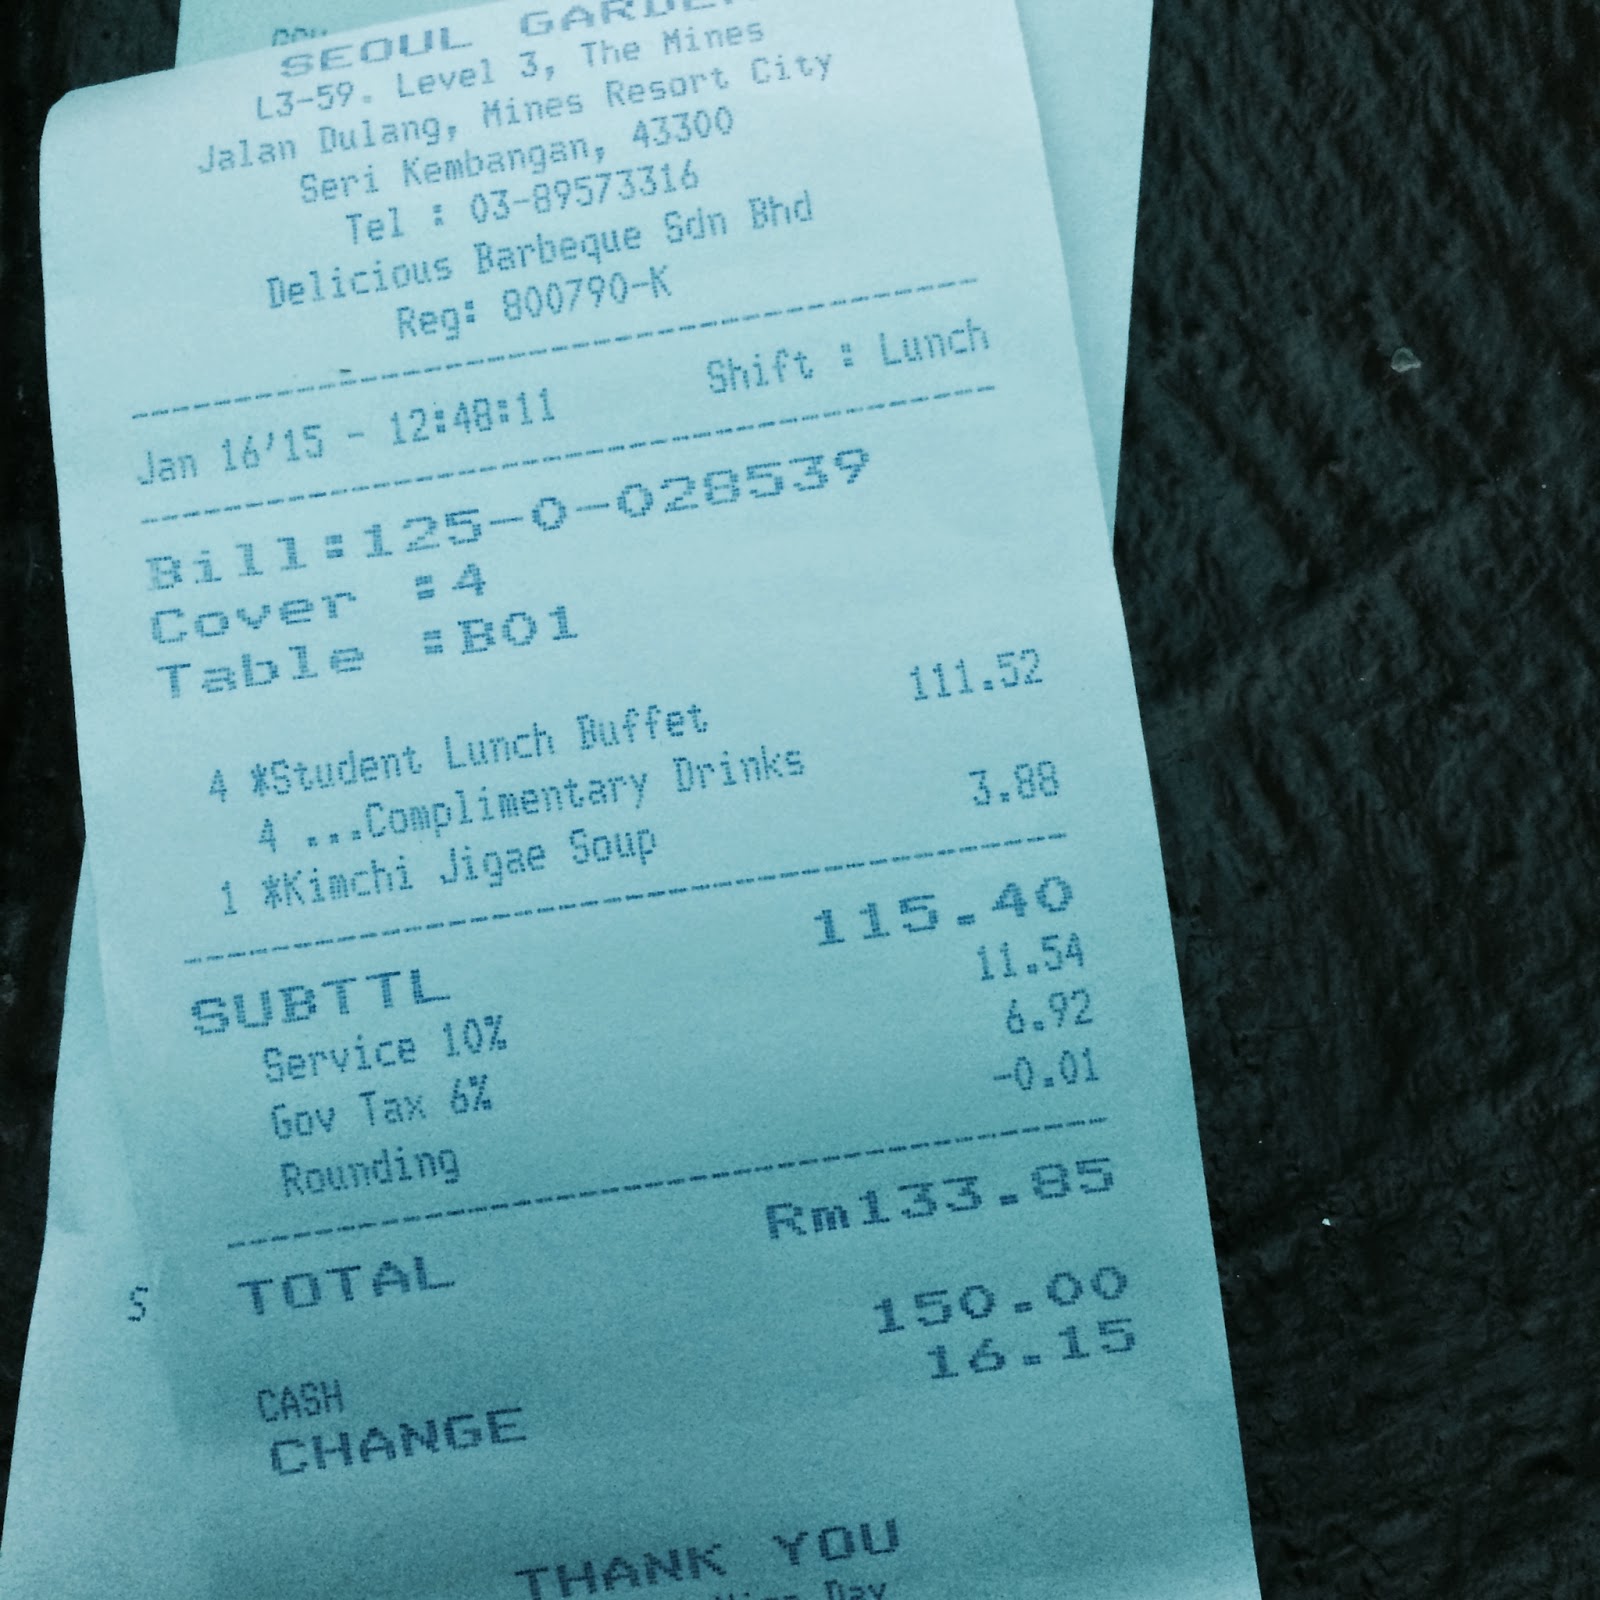 SEOUL GARDEN
L3-59. Level 3, The Mines
Jalan Dulang, Mines Resort City
Seri Kembangan, 43300
Tel : 03-89573316
Delicious Barbeque Sdn Bhd
Reg: 800790-K
Jan 16'15 - 12:48:11 Shift : Lunch
Bill:125-0-028539
Cover :4
Table :B01
4 *Student Lunch Buffet 111.52
4 ...Complimentary Drinks
1 *Kimchi Jigae Soup 3.88
SUBTTL 115.40
Service 10% 11.54
Gov Tax 6% 6.92
Rounding -0.01
TOTAL Rm133.85
S
CASH 150.00
CHANGE 16.15
THANK YOU
Nice Day